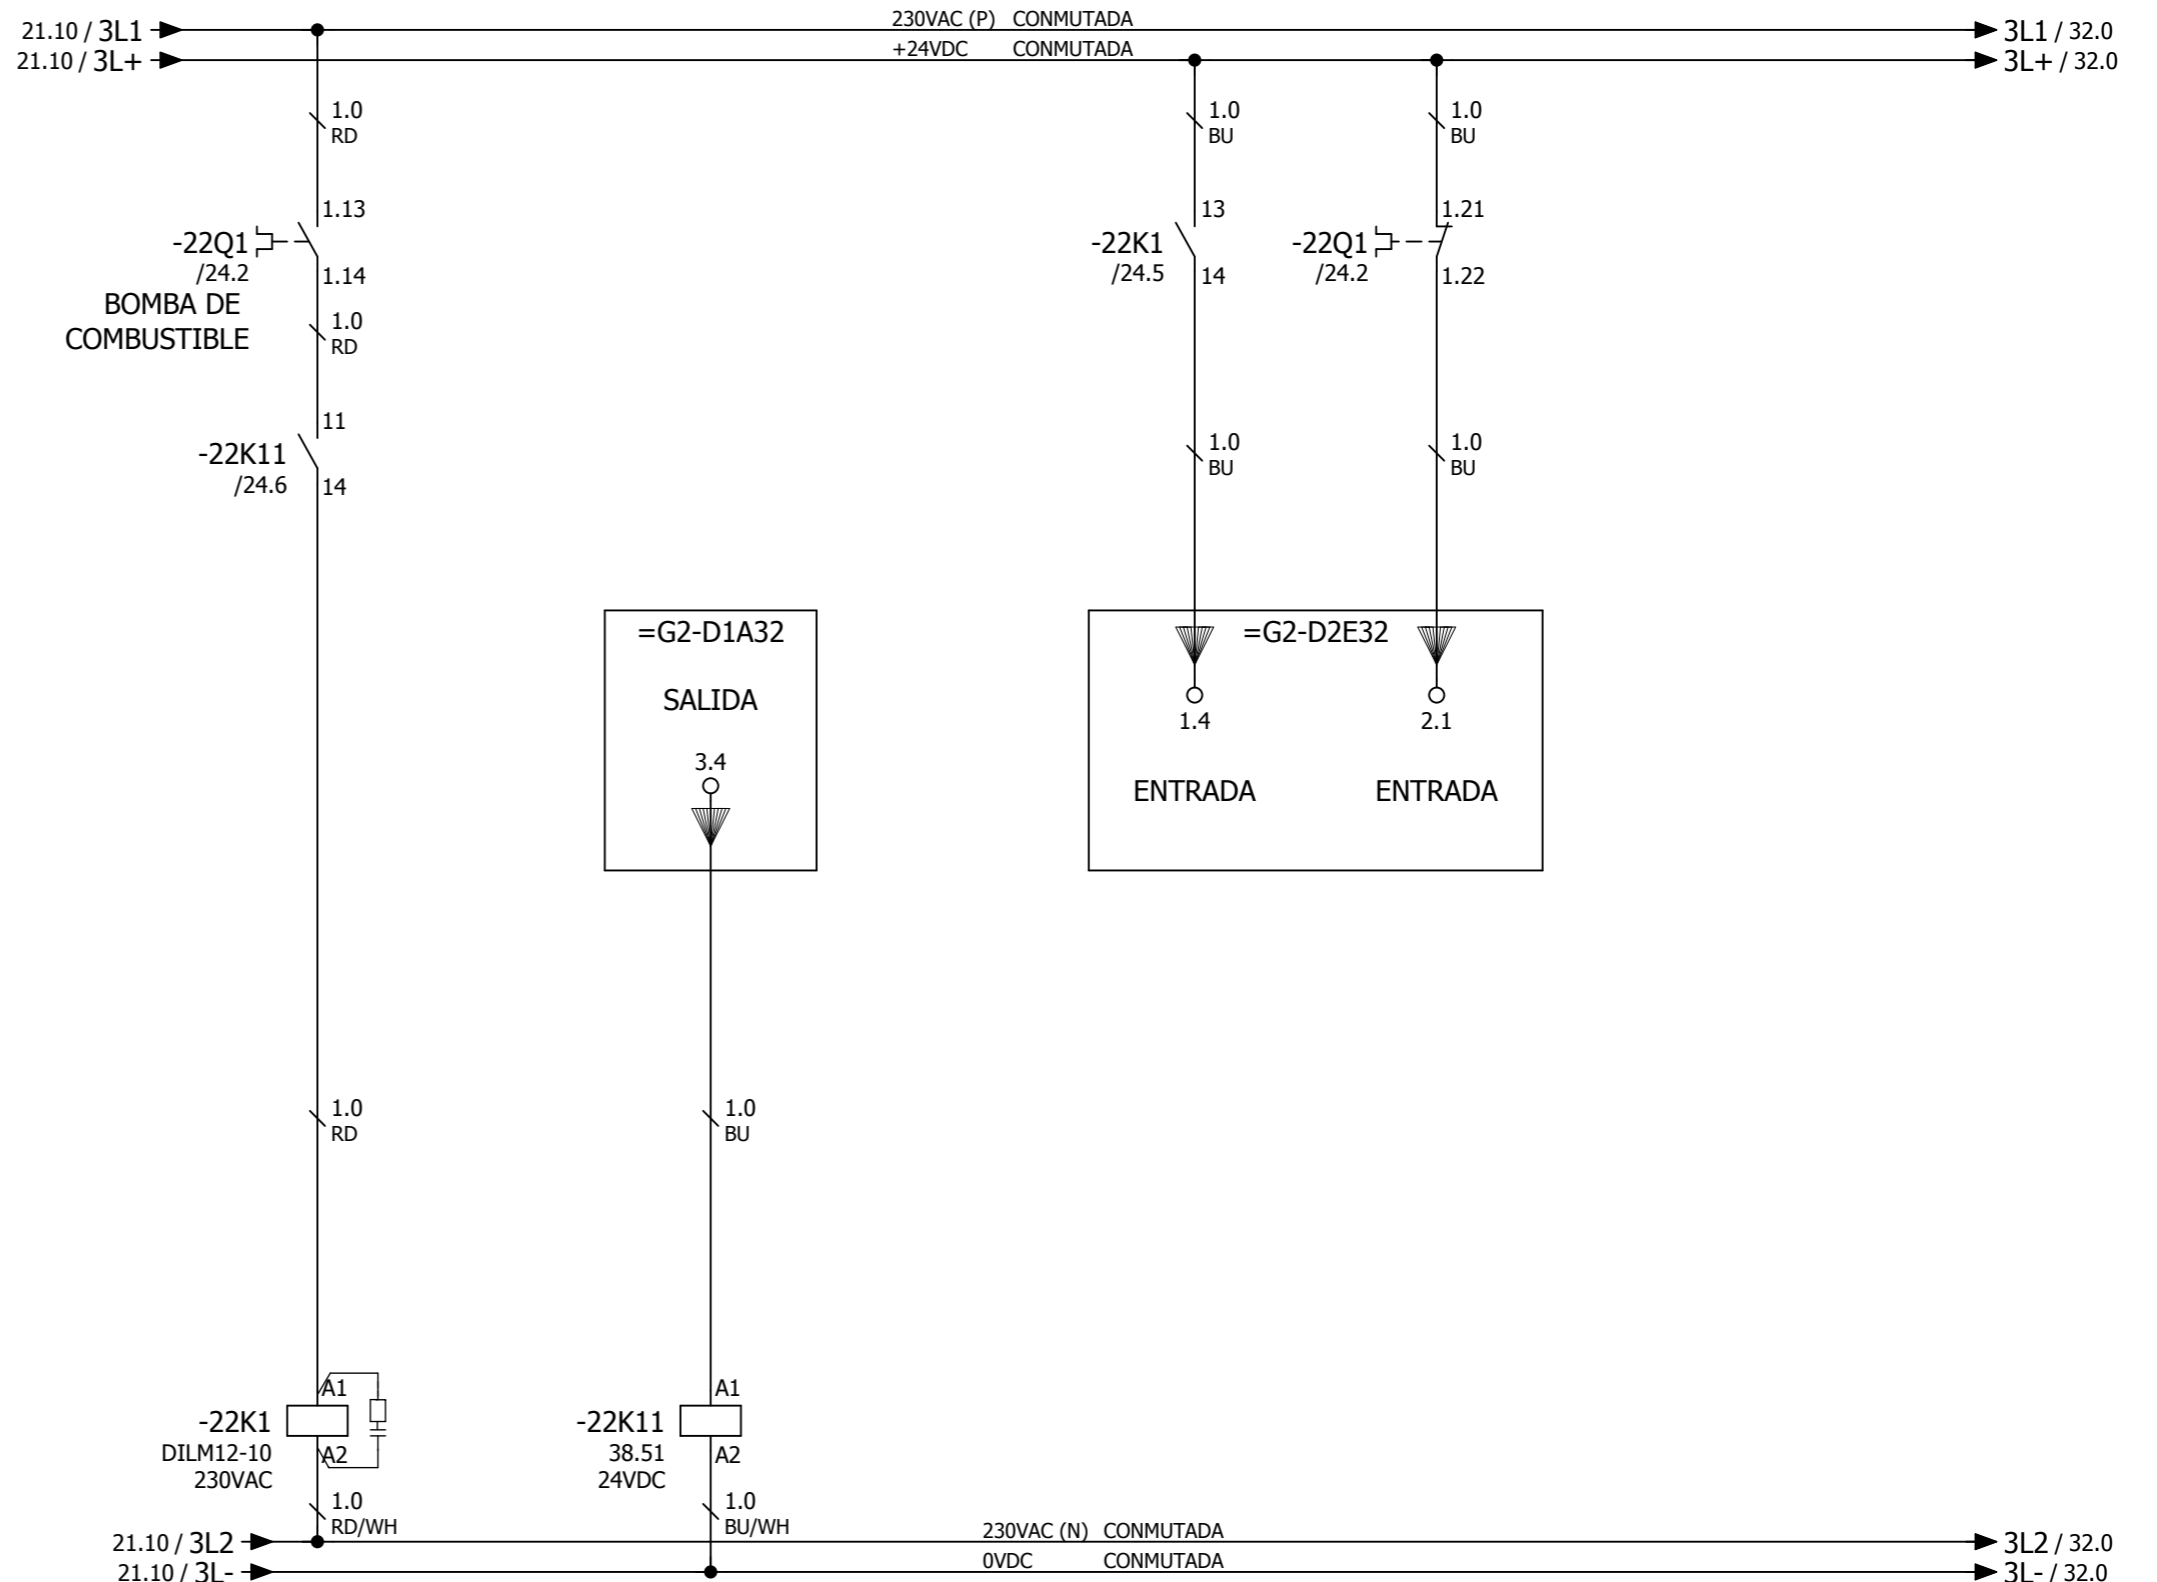 21.10 / 3L1
230VAC (P) CONMUTADA
3L1 / 32.0
21.10 / 3L+
+24VDC CONMUTADA
3L+ / 32.0
1.0
RD
1.0
BU
1.0
BU
1.13
-22Q1
/24.2
1.14
BOMBA DE
COMBUSTIBLE
1.0
RD
13
-22K1
/24.5
14
1.21
-22Q1
/24.2
1.22
11
-22K11
/24.6
14
1.0
BU
1.0
BU
=G2-D1A32
SALIDA
3.4
=G2-D2E32
1.4
2.1
ENTRADA
ENTRADA
1.0
RD
1.0
BU
A1
-22K1
A2
DILM12-10
230VAC
A1
-22K11
A2
38.51
24VDC
1.0
RD/WH
1.0
BU/WH
21.10 / 3L2
230VAC (N) CONMUTADA
3L2 / 32.0
21.10 / 3L-
0VDC CONMUTADA
3L- / 32.0